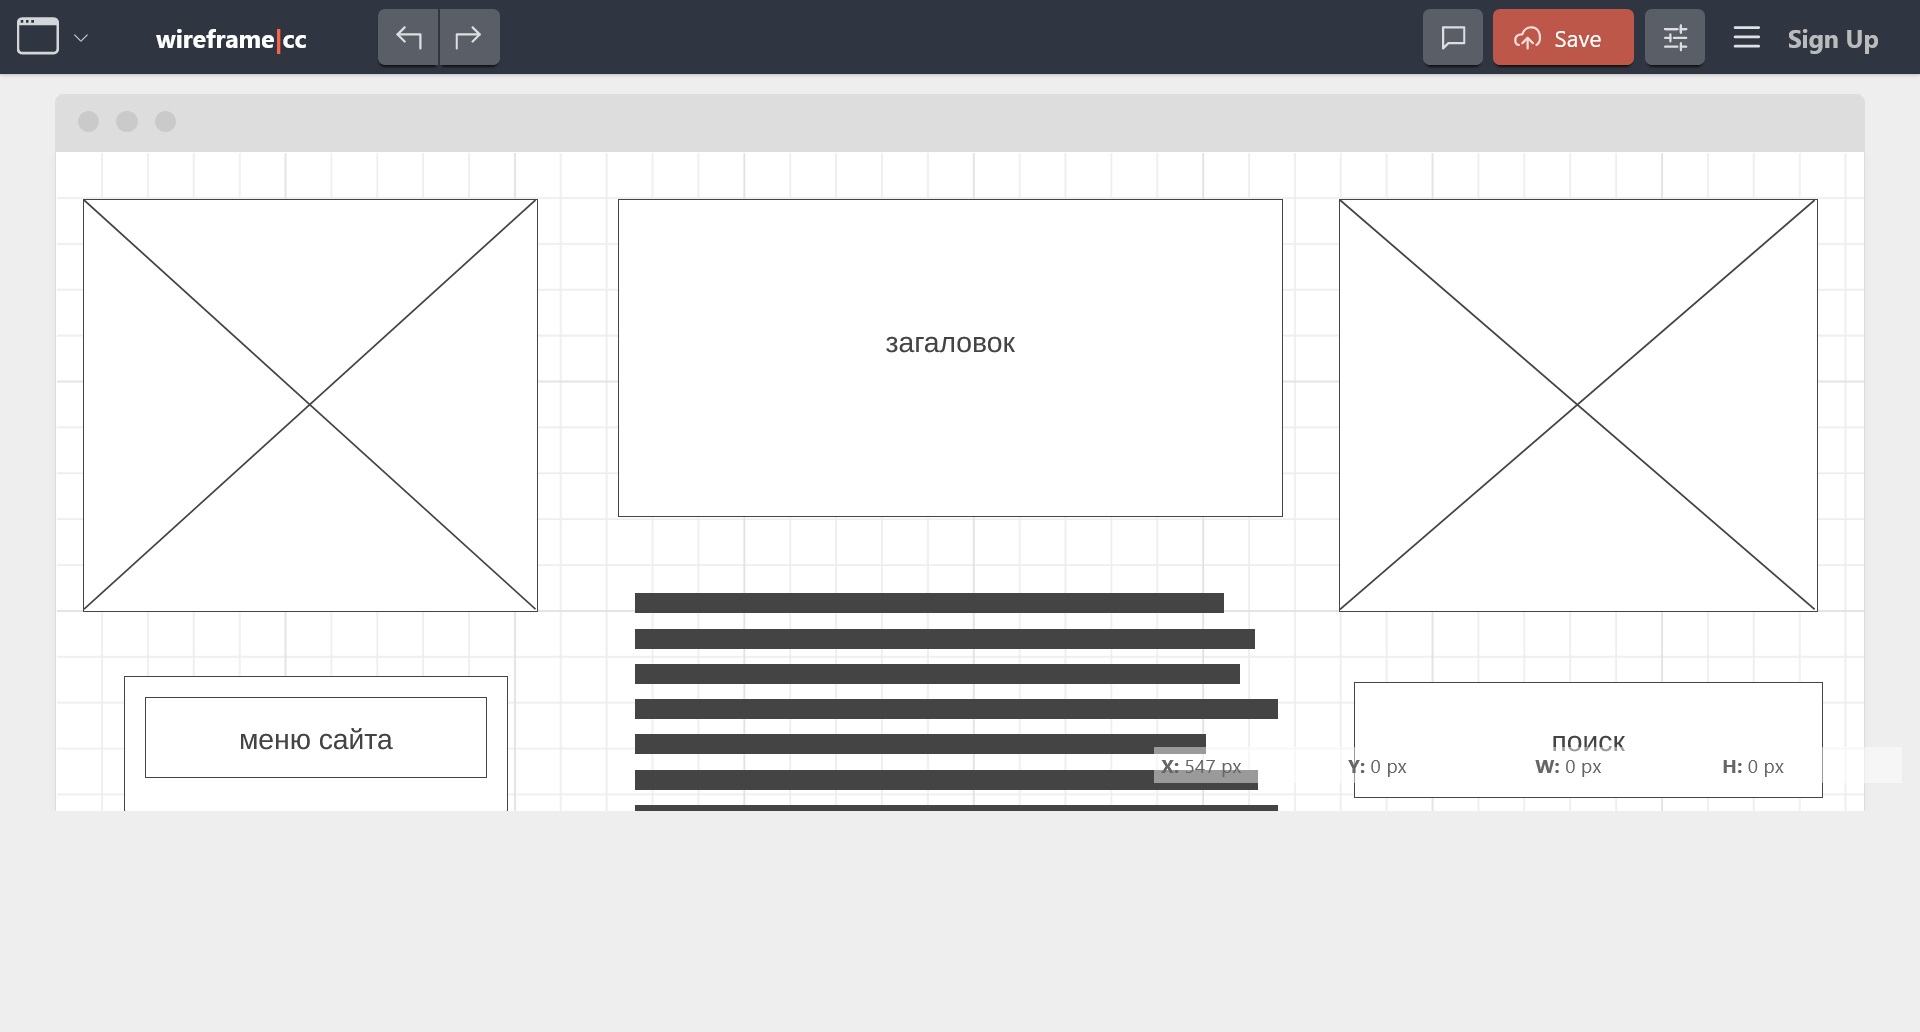 wireframe|cc
Save
Sign Up
загаловок
меню сайта
поиск
X: 547 px Y: 0 px W: 0 px H: 0 px